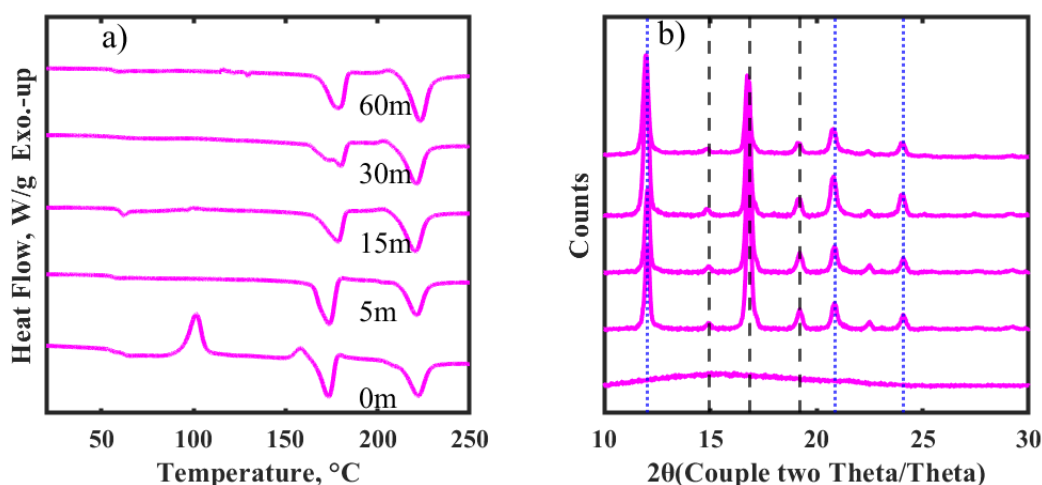 a)
60m
30m
15m
5m
0m
50 100 150 200 250
Temperature, °C
Heat Flow, W/g Exo.-up
b)
Counts
10 15 20 25 30
2θ(Couple two Theta/Theta)